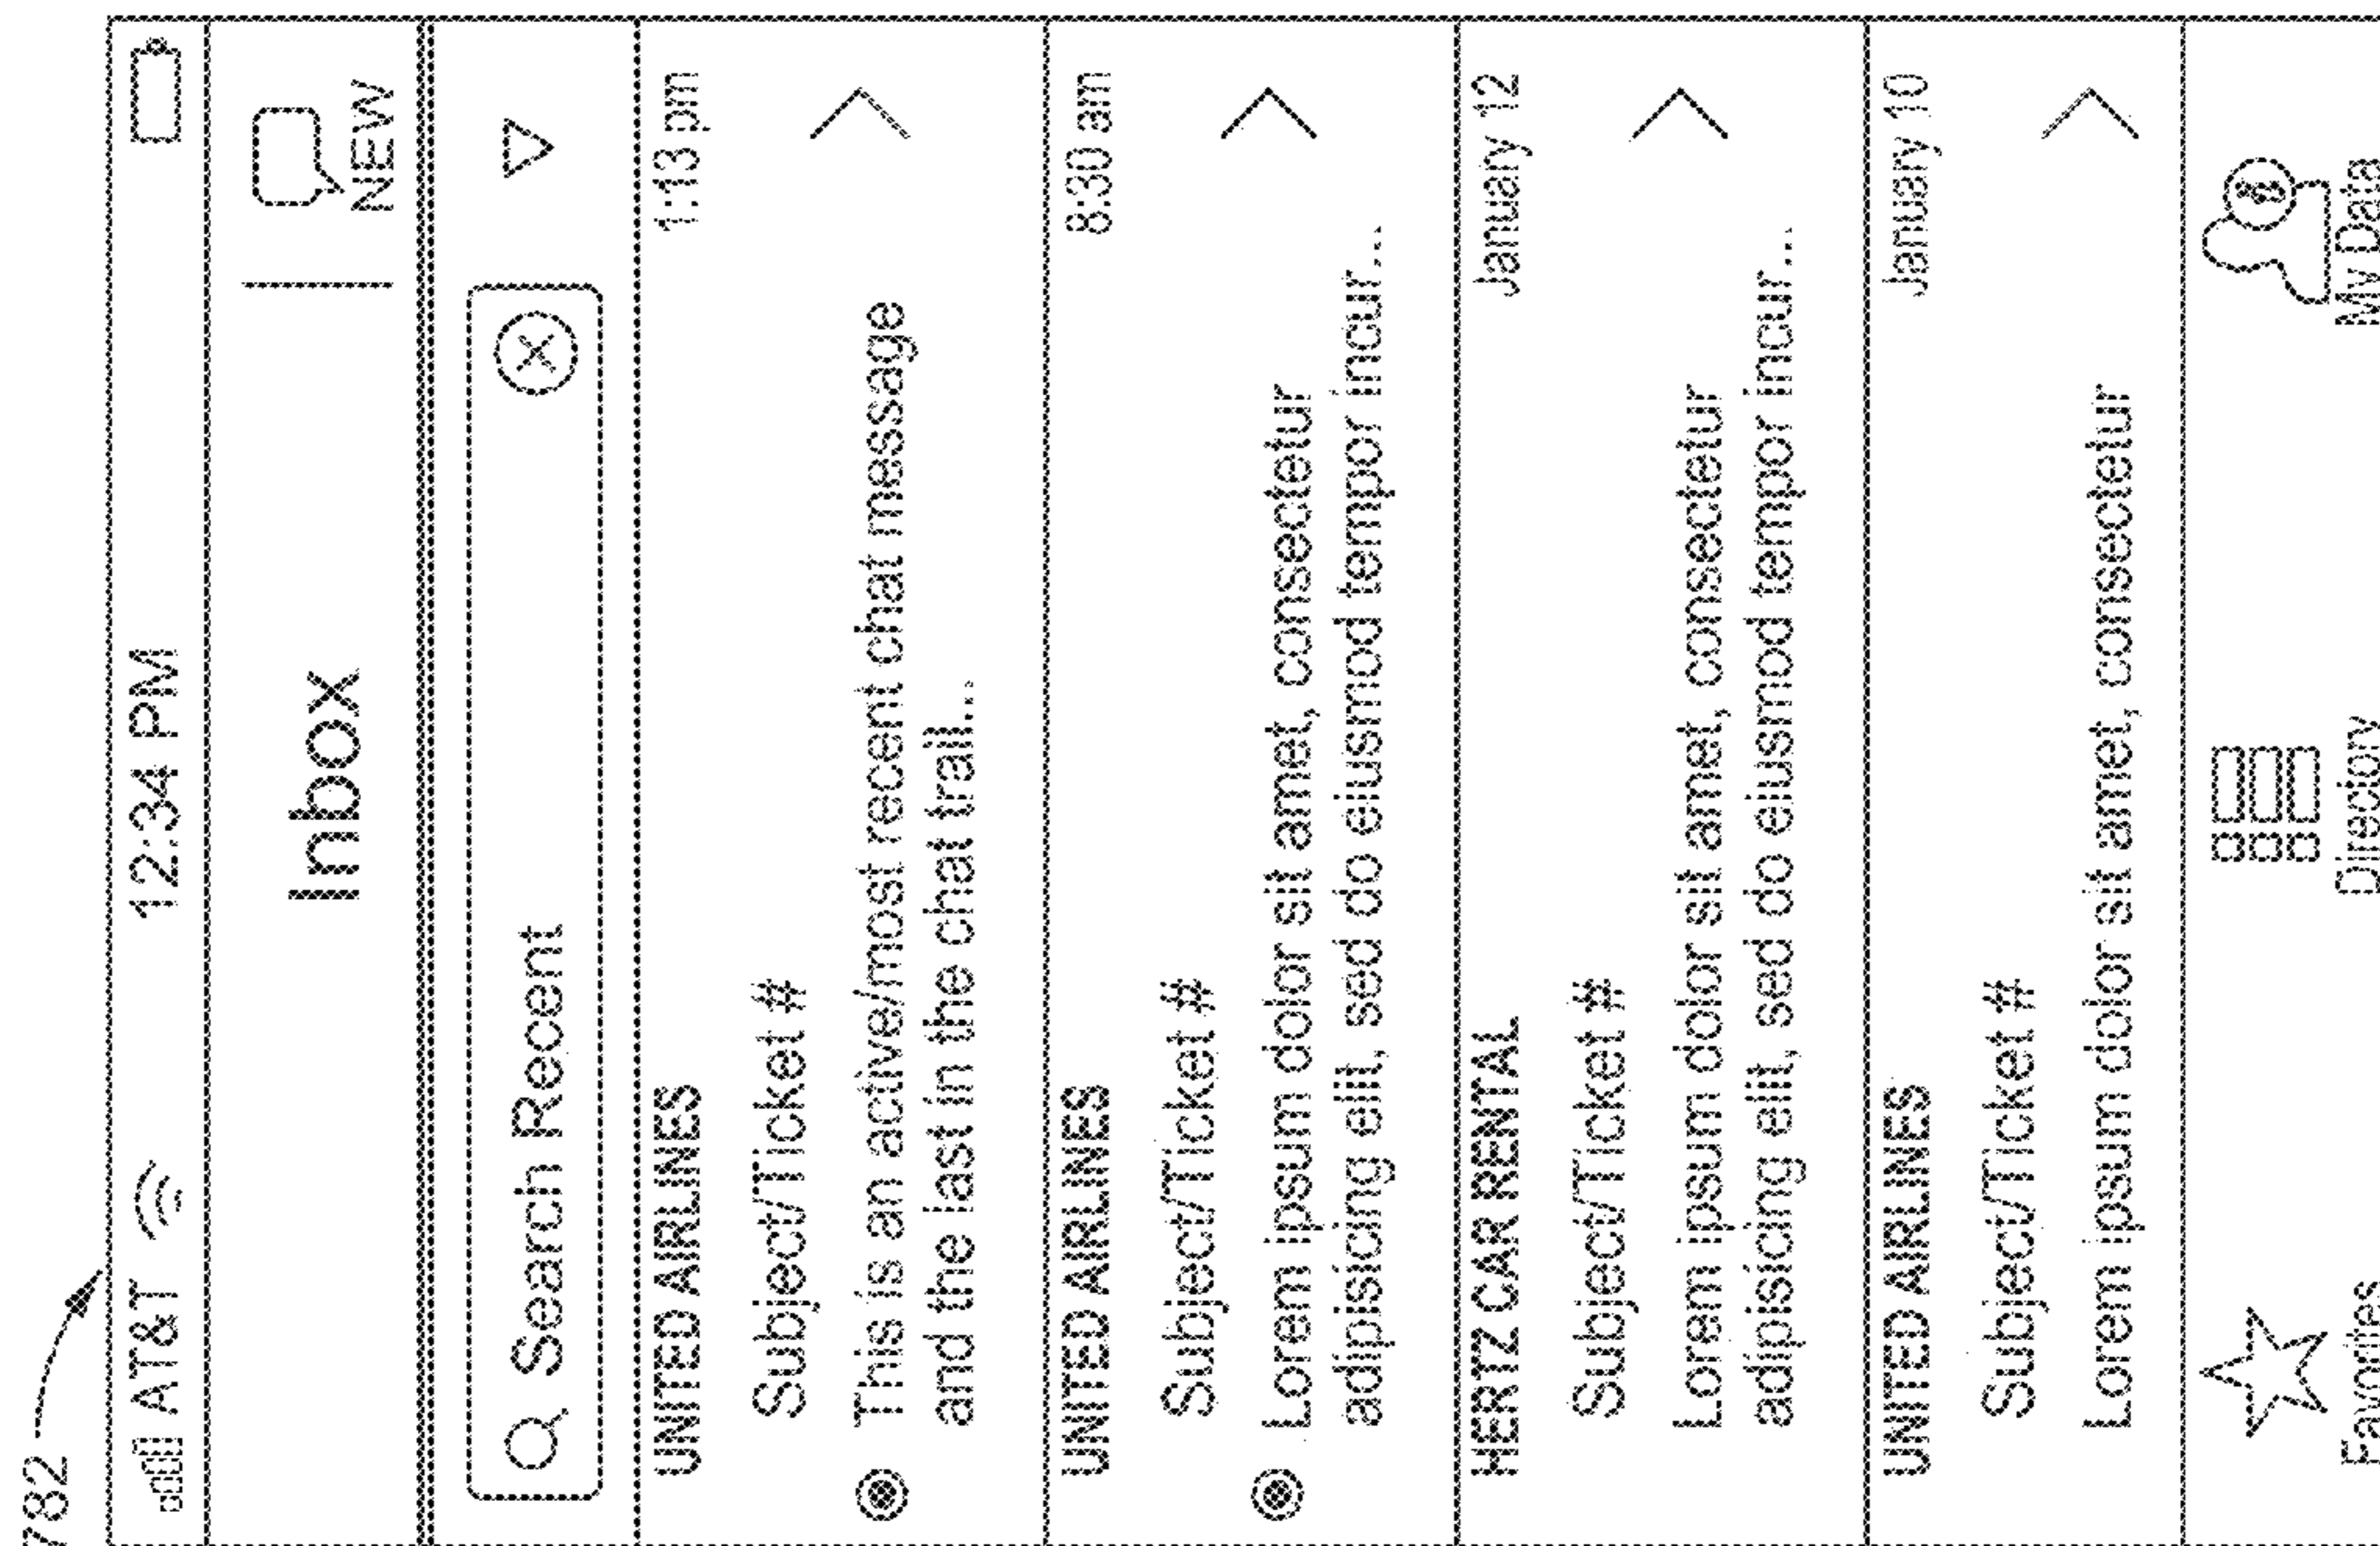 782
AT&T 12:34 PM
Inbox
NEW
Search Recent
UNITED AIRLINES 1:13 pm
Subject/Ticket #
This is an active/most recent chat message
and the last in the chat trail...
UNITED AIRLINES 8:30 am
Subject/Ticket #
Lorem ipsum dolor sit amet, consectetur
adipisicing elit, sed do eiusmod tempor incur...
HERTZ CAR RENTAL January 12
Subject/Ticket #
Lorem ipsum dolor sit amet, consectetur
adipisicing elit, sed do eiusmod tempor incur...
UNITED AIRLINES January 10
Subject/Ticket #
Lorem ipsum dolor sit amet, consectetur
Favorites Directory My Data